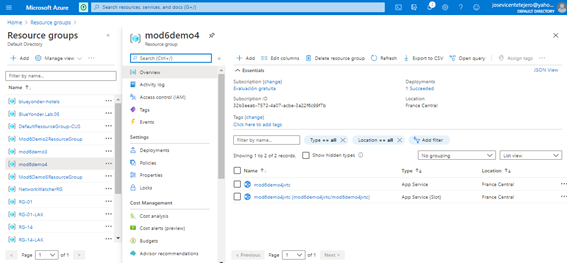 Microsoft Azure
Search resources, services, and docs (G+/)
josevicentetejero@yaho...
DEFAULT DIRECTORY
Home > Resource groups >
Resource groups
Default Directory
Add
Manage view
Filter by name...
Name ↑
blueyonder-hotels
BlueYonder.Lab.06
DefaultResourceGroup-CUS
Mod6Demo2ResourceGroup
mod6demo3
mod6demo4
Mod6Demo5ResourceGroup
NetworkWatcherRG
RG-01
RG-01-LAX
RG-14
RG-14-LAX
< Previous Page 1 of 1 Next >
mod6demo4
Resource group
Search (Ctrl+/)
Overview
Activity log
Access control (IAM)
Tags
Events
Settings
Deployments
Policies
Properties
Locks
Cost Management
Cost analysis
Cost alerts (preview)
Budgets
Advisor recommendations
Add
Edit columns
Delete resource group
Refresh
Export to CSV
Open query
Assign tags
Essentials
JSON View
Subscription (change)
Evaluación gratuita
Deployments
1 Succeeded
Subscription ID
Location
France Central
Tags (change)
Click here to add tags
Filter by name...
Type == all
Location == all
Add filter
Showing 1 to 2 of 2 records.
Show hidden types
No grouping
List view
Name ↑
Type ↑↓
Location ↑↓
mod6demo4jvtc
App Service
France Central
mod6demo4jvtc (mod6demo4jvtc/mod6demo4jvtc)
App Service (Slot)
France Central
< Previous Page 1 of 1 Next >